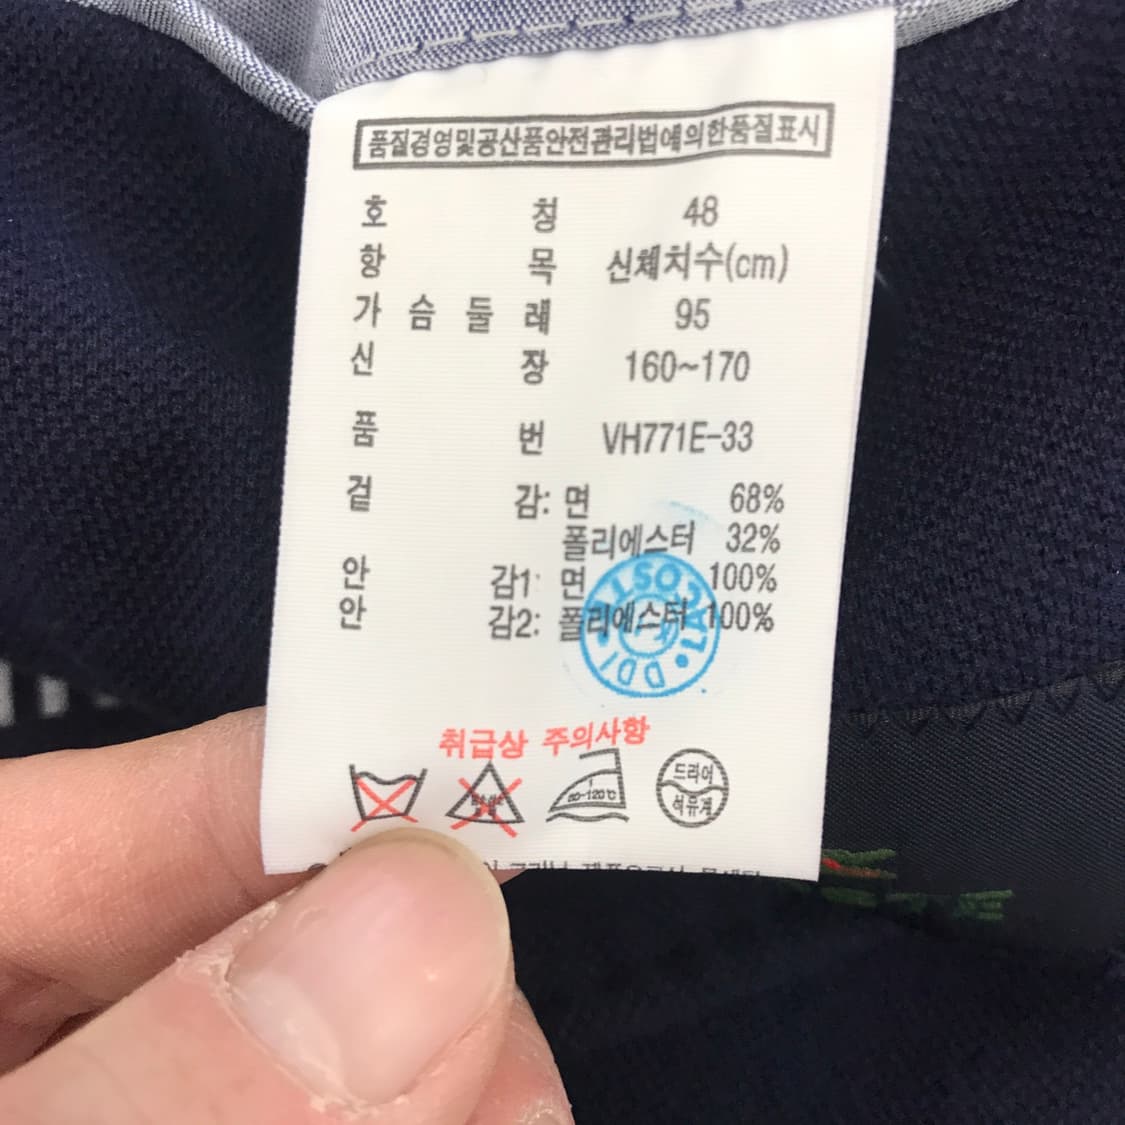 품질경영및공산품안전관리법에의한품질표시
호 칭 48
항 목 신체치수(cm)
가 슴 둘 레 95
신 장 160~170
품 번 VH771E-33
겉 감: 면 68%
폴리에스터 32%
안 감1: 면 100%
안 감2: 폴리에스터 100%
LACOSTE
DDI
취급상 주의사항
80-120℃
드라이
석유계